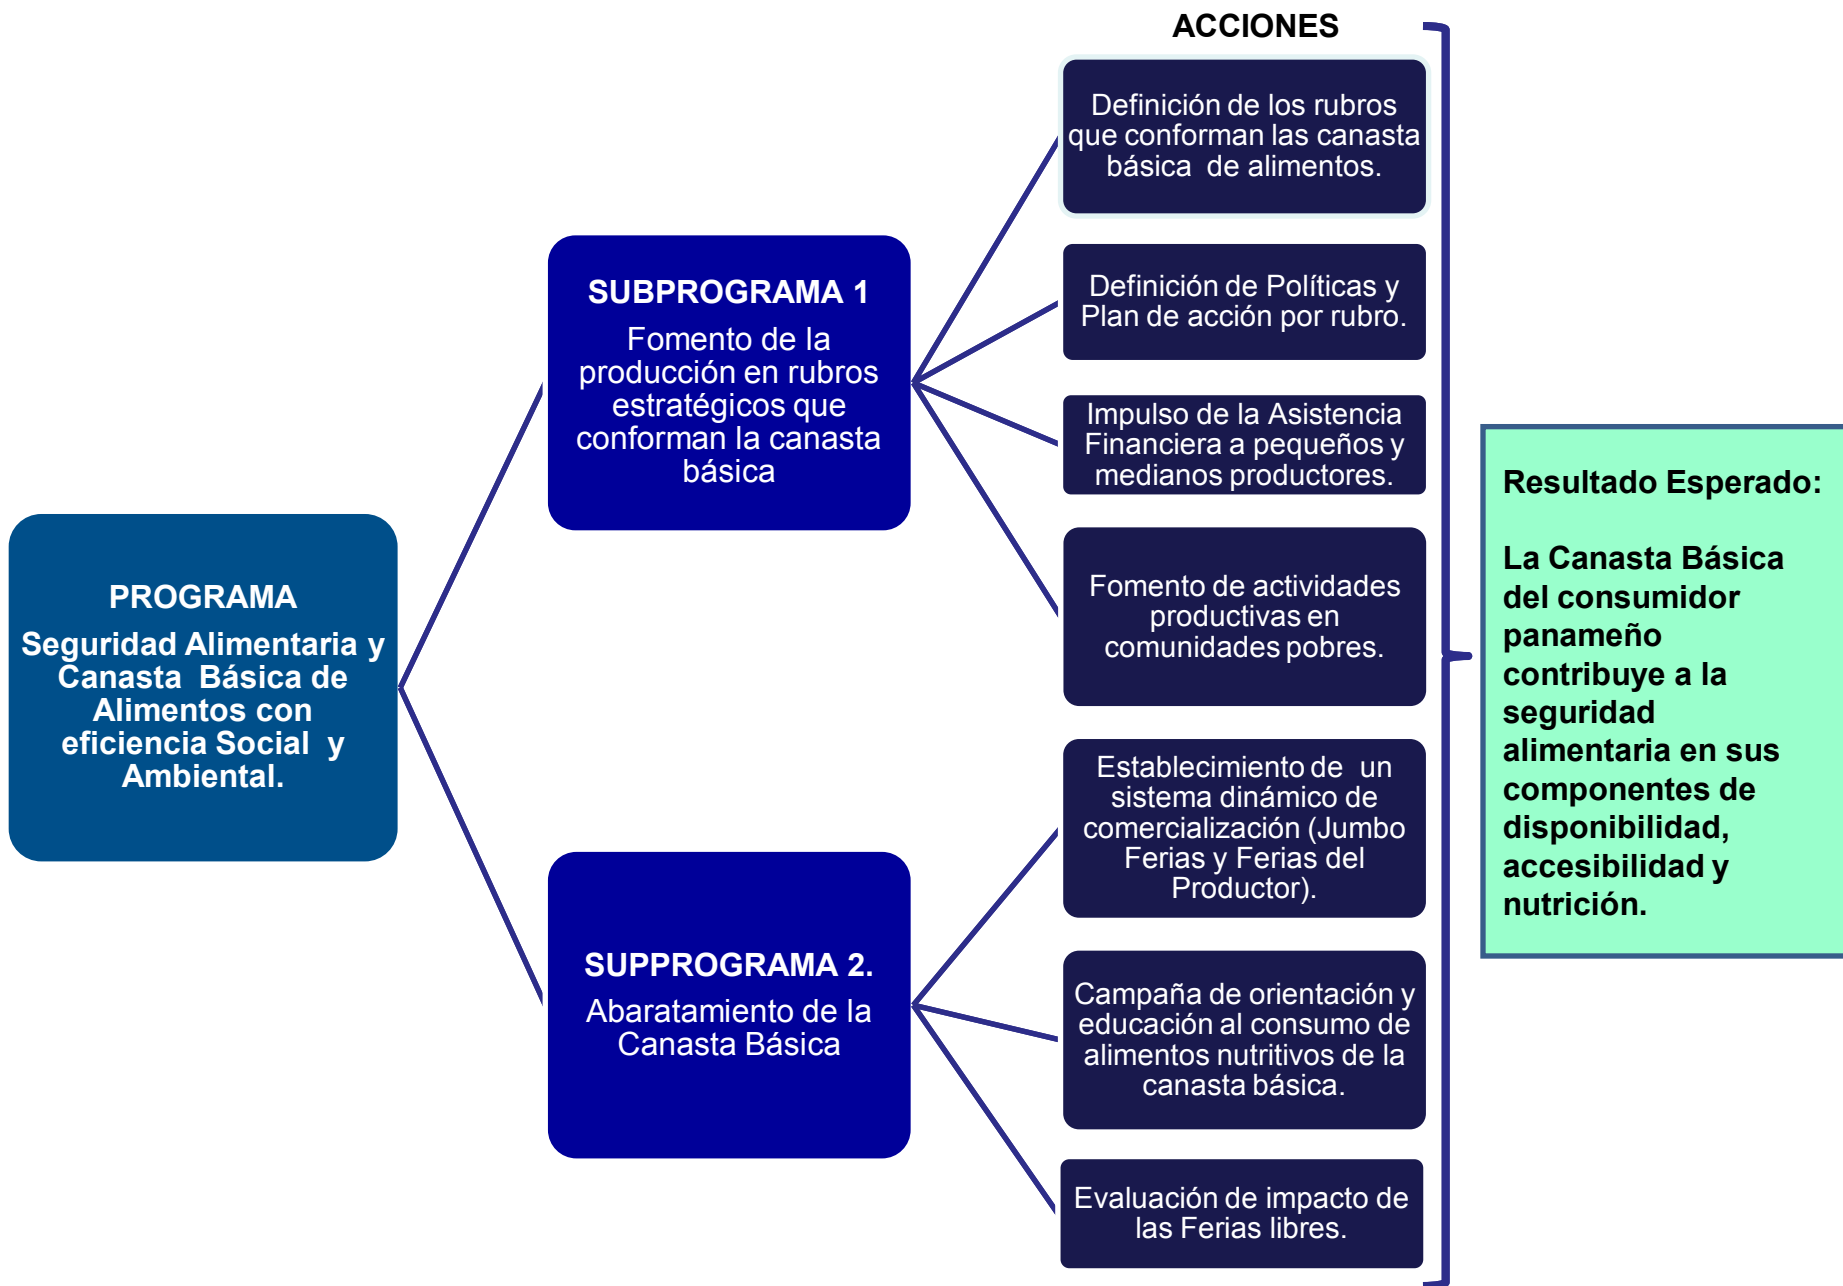 ACCIONES
PROGRAMA
Seguridad Alimentaria y
Canasta Básica de
Alimentos con
eficiencia Social y
Ambiental.
SUBPROGRAMA 1
Fomento de la
producción en rubros
estratégicos que
conforman la canasta
básica
Definición de los rubros
que conforman las canasta
básica de alimentos.
Definición de Políticas y
Plan de acción por rubro.
Impulso de la Asistencia
Financiera a pequeños y
medianos productores.
Fomento de actividades
productivas en
comunidades pobres.
SUPPROGRAMA 2.
Abaratamiento de la
Canasta Básica
Establecimiento de un
sistema dinámico de
comercialización (Jumbo
Ferias y Ferias del
Productor).
Campaña de orientación y
educación al consumo de
alimentos nutritivos de la
canasta básica.
Evaluación de impacto de
las Ferias libres.
Resultado Esperado:
La Canasta Básica
del consumidor
panameño
contribuye a la
seguridad
alimentaria en sus
componentes de
disponibilidad,
accesibilidad y
nutrición.